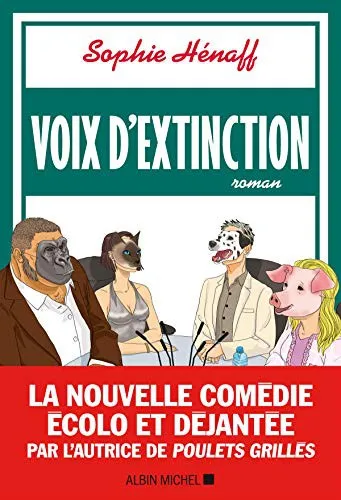 Sophie Hénaff
VOIX D'EXTINCTION
roman
LA NOUVELLE COMÉDIE
ÉCOLO ET DÉJANTÉE
PAR L'AUTRICE DE POULETS GRILLÉS
ALBIN MICHEL